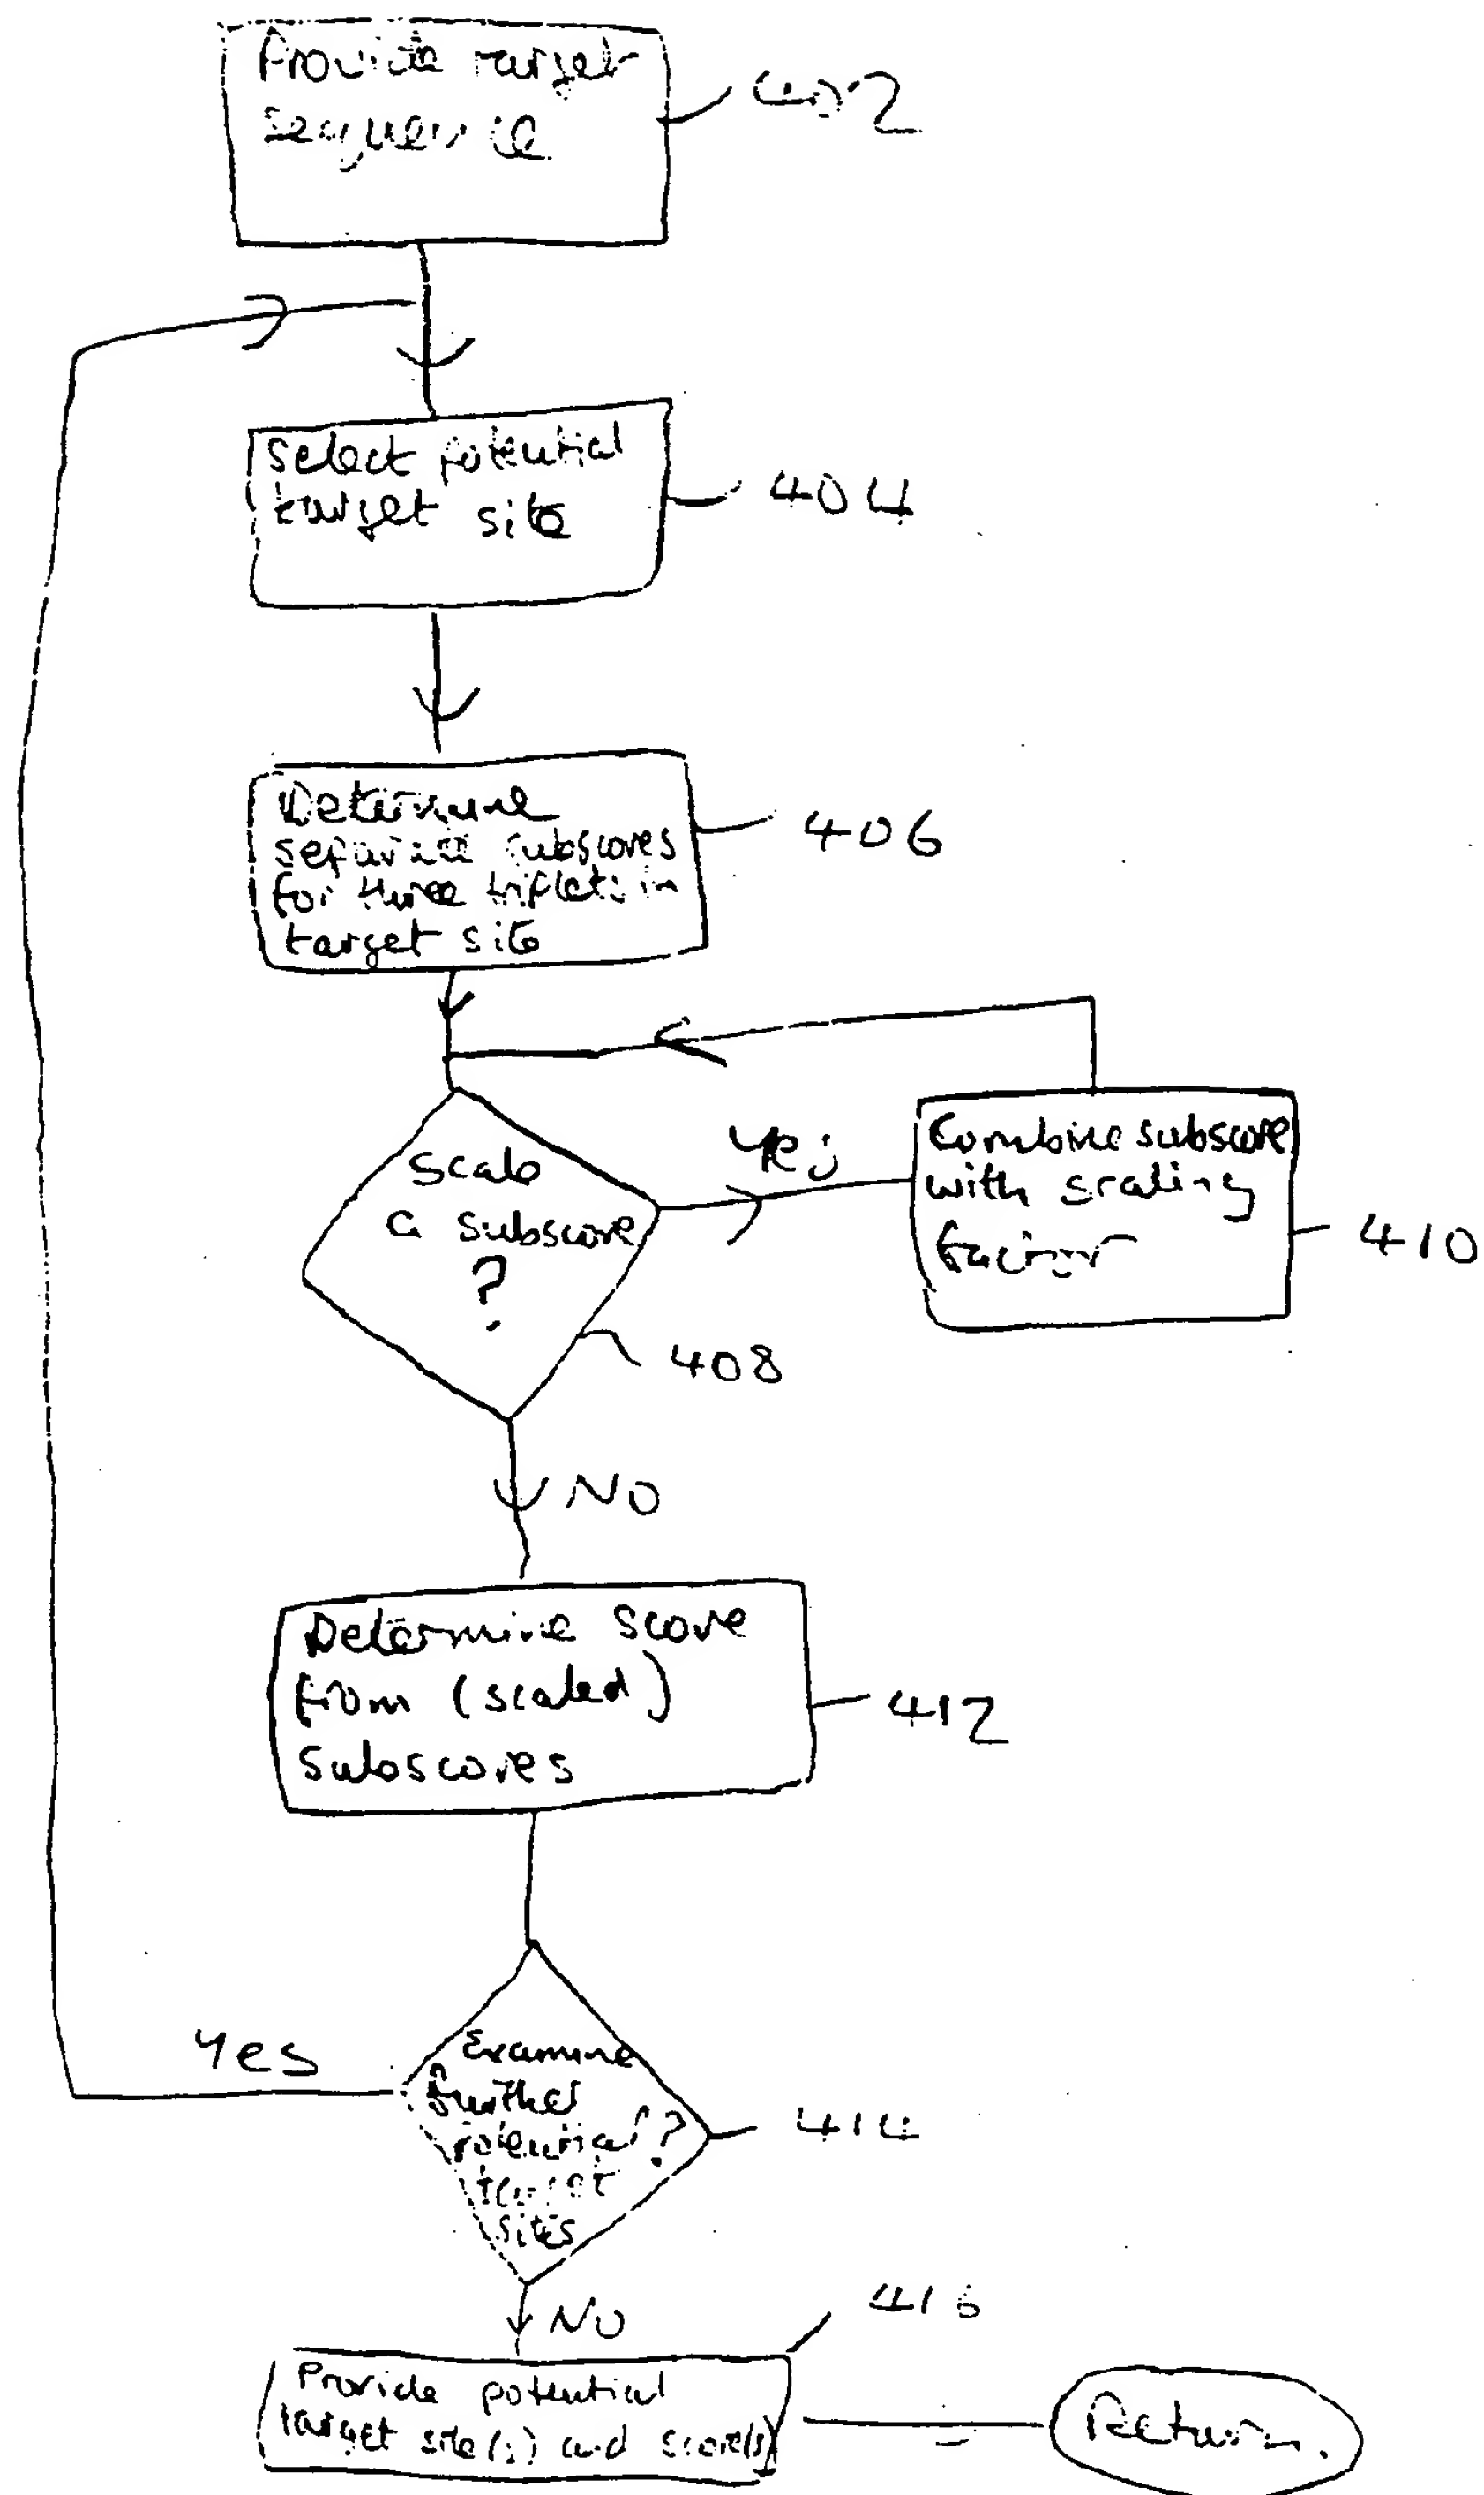 Provide target
sequence
402
Select potential
target site
404
Determine
separate subscores
for three triplets in
target site
406
Scale
a subscore
?
408
Yes
Combine subscore
with scaling
factor
410
NO
Determine score
from (scaled)
subscores
412
Examine
further
potential ?
target
sites
414
Yes
NO
416
Provide potential
target site(s) and score(s)
Return.